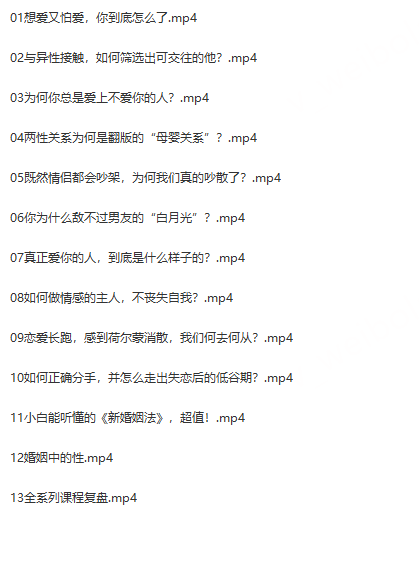 01想爱又怕爱，你到底怎么了.mp4
02与异性接触，如何筛选出可交往的他？.mp4
03为何你总是爱上不爱你的人？.mp4
04两性关系为何是翻版的“母婴关系”？.mp4
05既然情侣都会吵架，为何我们真的吵散了？.mp4
06你为什么敌不过男友的“白月光”？.mp4
07真正爱你的人，到底是什么样子的？.mp4
08如何做情感的主人，不丧失自我？.mp4
09恋爱长跑，感到荷尔蒙消散，我们何去何从？.mp4
10如何正确分手，并怎么走出失恋后的低谷期？.mp4
11小白能听懂的《新婚姻法》，超值！.mp4
12婚姻中的性.mp4
13全系列课程复盘.mp4